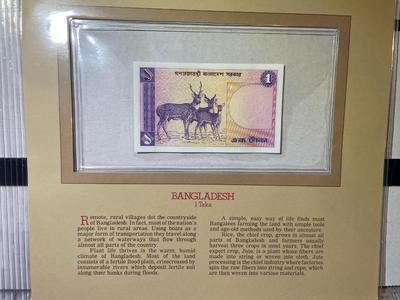 গণপ্রজাতন্ত্রী বাংলাদেশ সরকার
১
1
১
এক টাকা
BANGLADESH
1 Taka
Remote, rural villages dot the countryside
of Bangladesh. In fact, most of the nation's
people live in rural areas. Using boats as a
major form of transportation they travel along
a network of waterways that flow through
almost all parts of the country.
Plant life thrives in the warm, humid
climate of Bangladesh. Most of the land
consists of a fertile flood plain, crisscrossed by
innumerable rivers which deposit fertile soil
along their banks during floods.
A simple, easy way of life finds most
Bangalees farming the land with simple tools
and age-old methods used by their ancestors.
Rice, the chief crop, grows in almost all
parts of Bangladesh and farmers usually
harvest three crops in most years. The chief
export crop, Jute, is a plant whose fibers are
made into string or woven into cloth. Jute
processing is the chief industry where factories
spin the raw fibers into string and rope, which
are then woven into various materials.